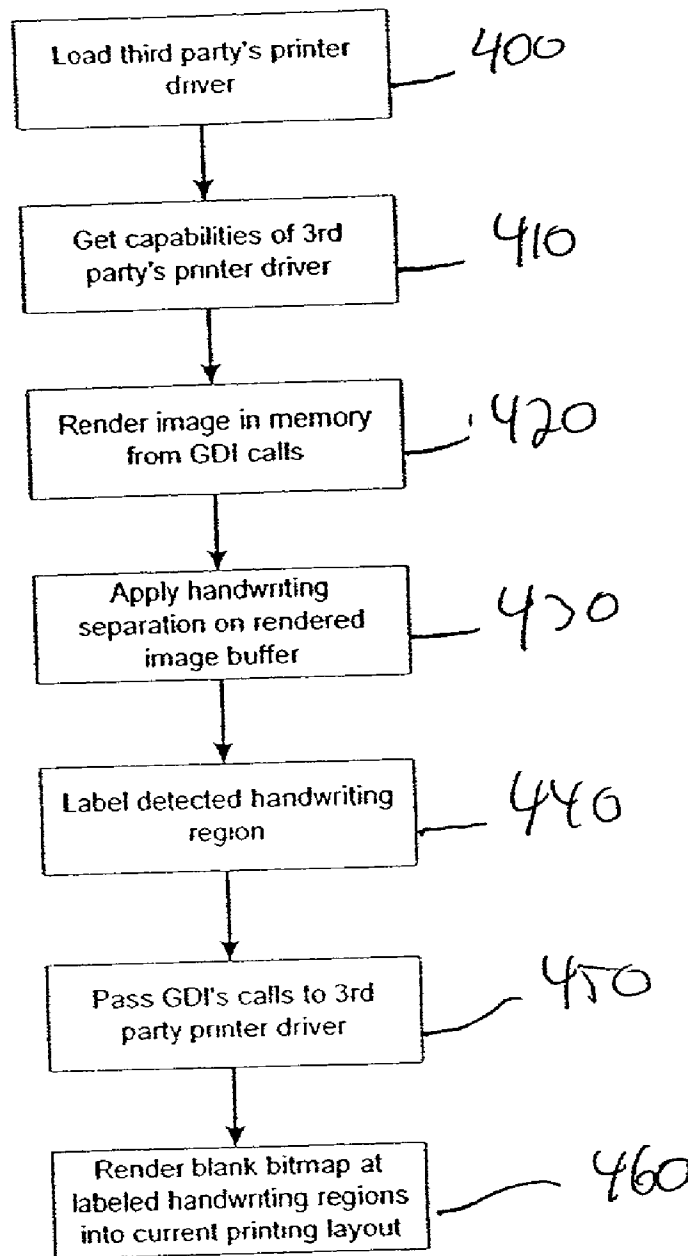 Load third party's printer
driver
400
Get capabilities of 3rd
party's printer driver
410
Render image in memory
from GDI calls
420
Apply handwriting
separation on rendered
image buffer
430
Label detected handwriting
region
440
Pass GDI's calls to 3rd
party printer driver
450
Render blank bitmap at
labeled handwriting regions
into current printing layout
460